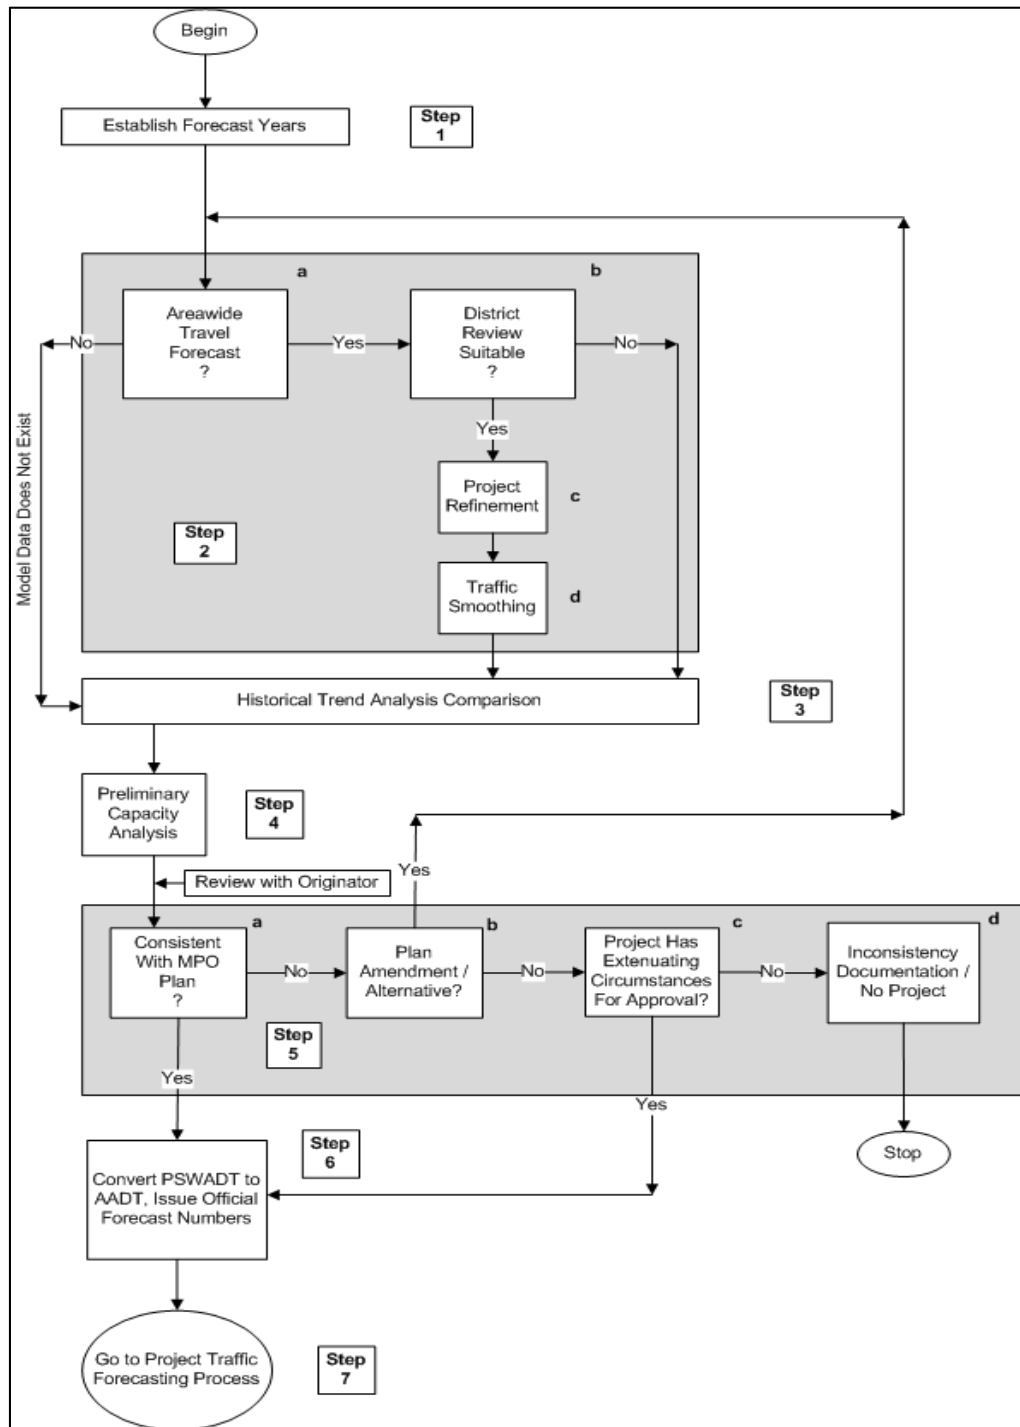 Begin
Establish Forecast Years
Step
1
a
b
Areawide
Travel
Forecast
?
District
Review
Suitable
?
No
Yes
No
Yes
Model Data Does Not Exist
Project
Refinement
c
Step
2
Traffic
Smoothing
d
Historical Trend Analysis Comparison
Step
3
Preliminary
Capacity
Analysis
Step
4
Yes
Review with Originator
a
b
c
d
Consistent
With MPO
Plan
?
No
Plan
Amendment /
Alternative?
No
Project Has
Extenuating
Circumstances
For Approval?
No
Inconsistency
Documentation /
No Project
Step
5
Yes
Yes
Stop
Step
6
Convert PSWADT to
AADT, Issue Official
Forecast Numbers
Go to Project Traffic
Forecasting Process
Step
7